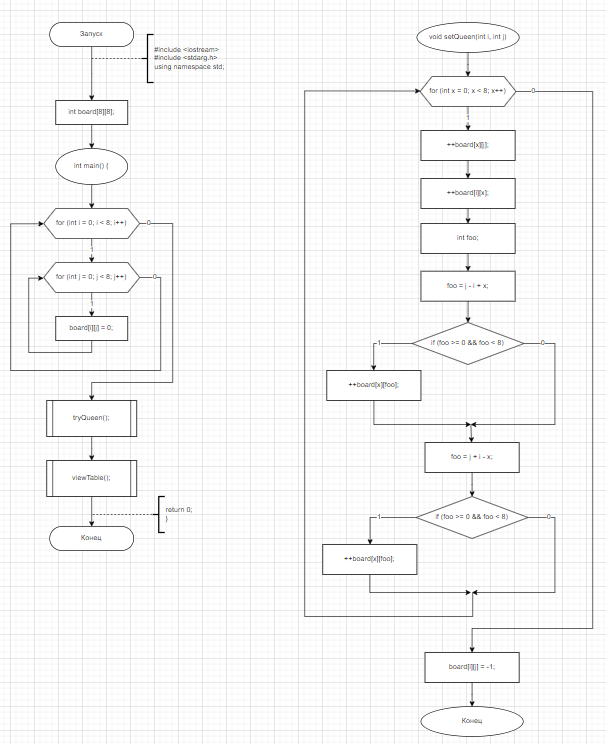 Запуск
#include <iostream>
#include <stdarg.h>
using namespace std;
int board[8][8];
int main() {
for (int i = 0; i < 8; i++)
0
1
for (int j = 0; j < 8; j++)
0
1
board[i][j] = 0;
tryQueen();
viewTable();
return 0;
}
Конец
void setQueen(int i, int j)
for (int x = 0; x < 8; x++)
0
1
++board[x][j];
++board[i][x];
int foo;
foo = j - i + x;
if (foo >= 0 && foo < 8)
1
0
++board[x][foo];
foo = j + i - x;
if (foo >= 0 && foo < 8)
1
0
++board[x][foo];
board[i][j] = -1;
Конец